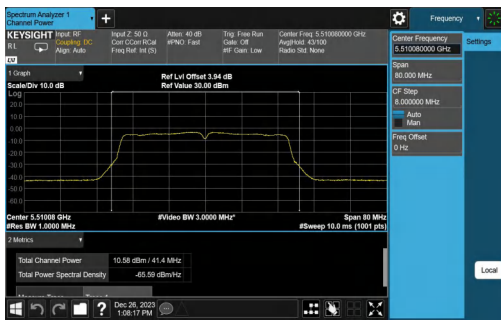 Spectrum Analyzer 1
Channel Power
+
Frequency
KEYSIGHT
RL
Input: RF
Coupling: DC
Align: Auto
Input Z: 50 Ω
Corr CCorr RCal
Freq Ref: Int (S)
Atten: 40 dB
#PNO: Fast
Trig: Free Run
Gate: Off
#IF Gain: Low
Center Freq: 5.510080000 GHz
Avg|Hold: 43/100
Radio Std: None
LXI
Center Frequency
5.510080000 GHz
Settings
Span
80.000 MHz
CF Step
8.000000 MHz
Auto
Man
Freq Offset
0 Hz
Local
1 Graph
Scale/Div 10.0 dB
Ref Lvl Offset 3.94 dB
Ref Value 30.00 dBm
Log
20.0
10.0
0.00
-10.0
-20.0
-30.0
-40.0
-50.0
-60.0
Center 5.51008 GHz
#Video BW 3.0000 MHz*
Span 80 MHz
#Res BW 1.0000 MHz
#Sweep 10.0 ms (1001 pts)
2 Metrics
Total Channel Power
10.58 dBm / 41.4 MHz
Total Power Spectral Density
-65.59 dBm/Hz
?
Dec 26, 2023
1:08:17 PM